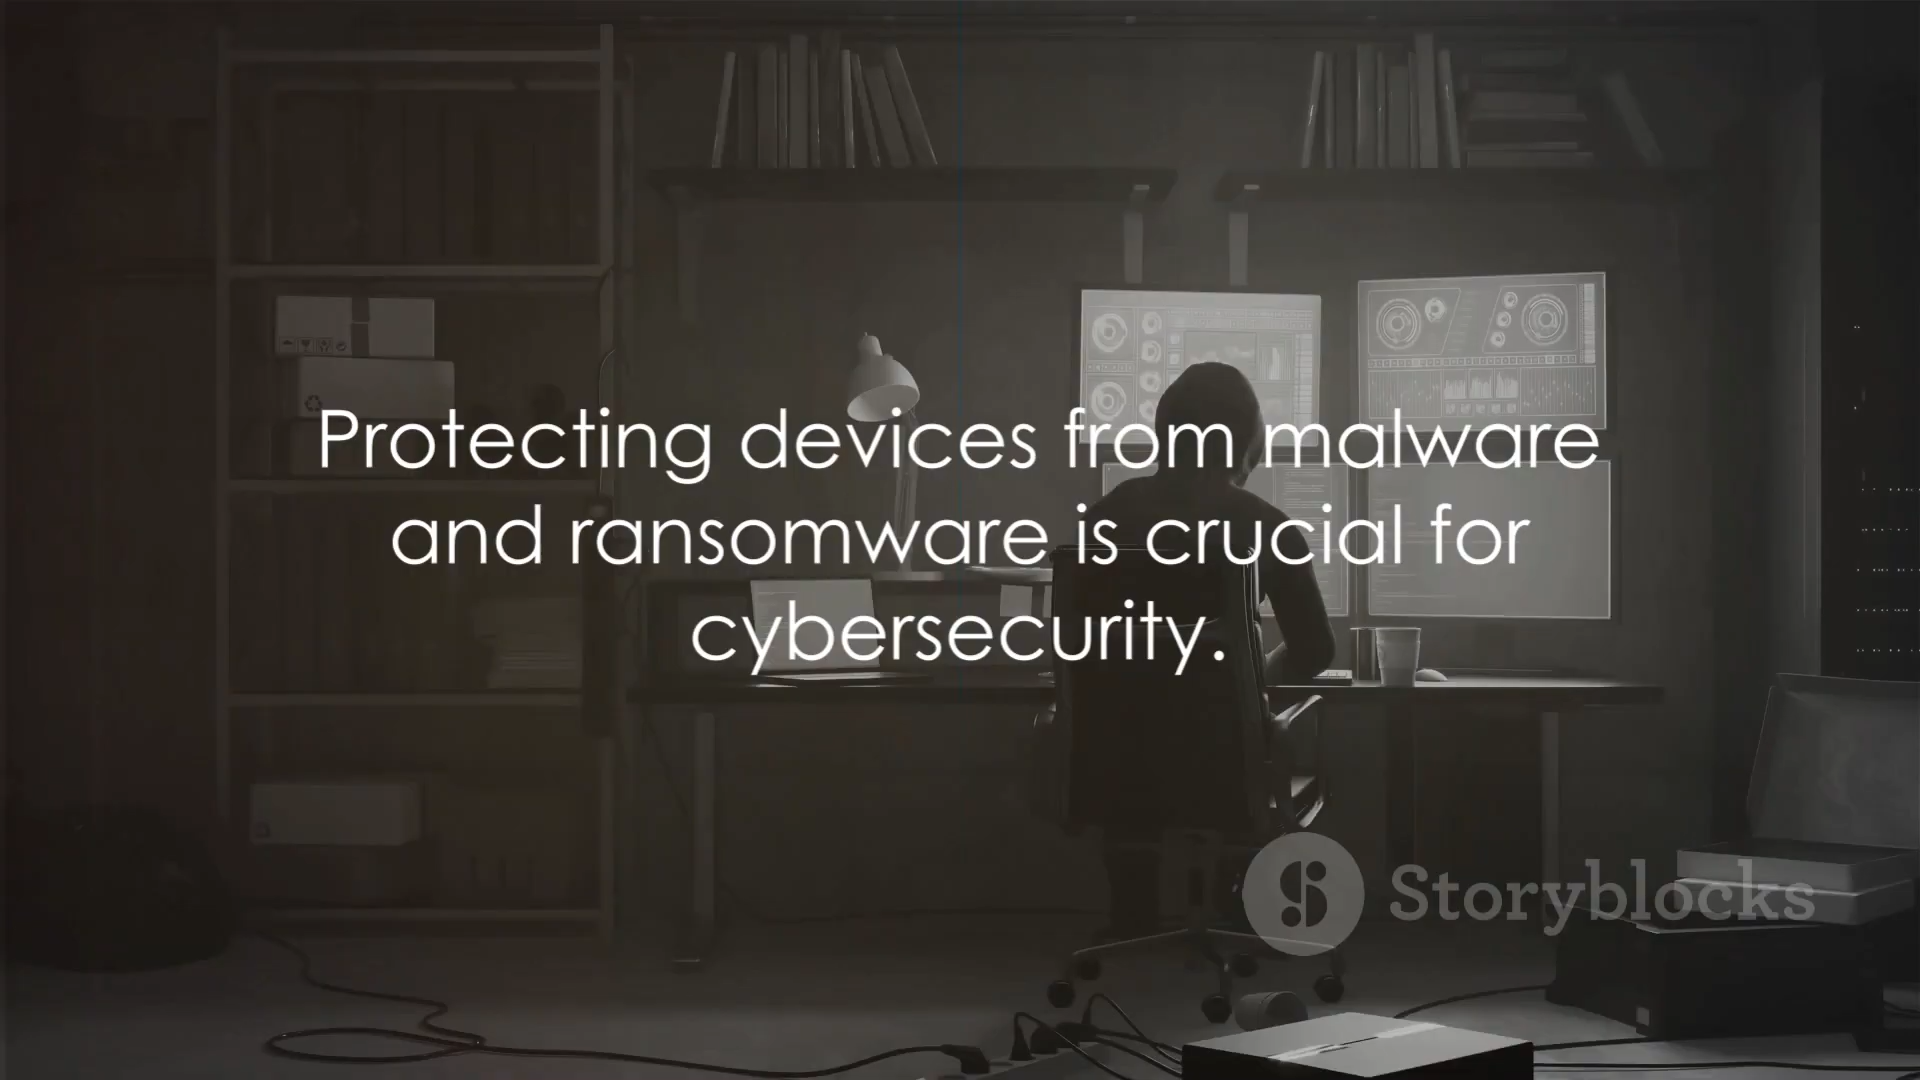 Protecting devices from malware
and ransomware is crucial for
cybersecurity.
Storyblocks